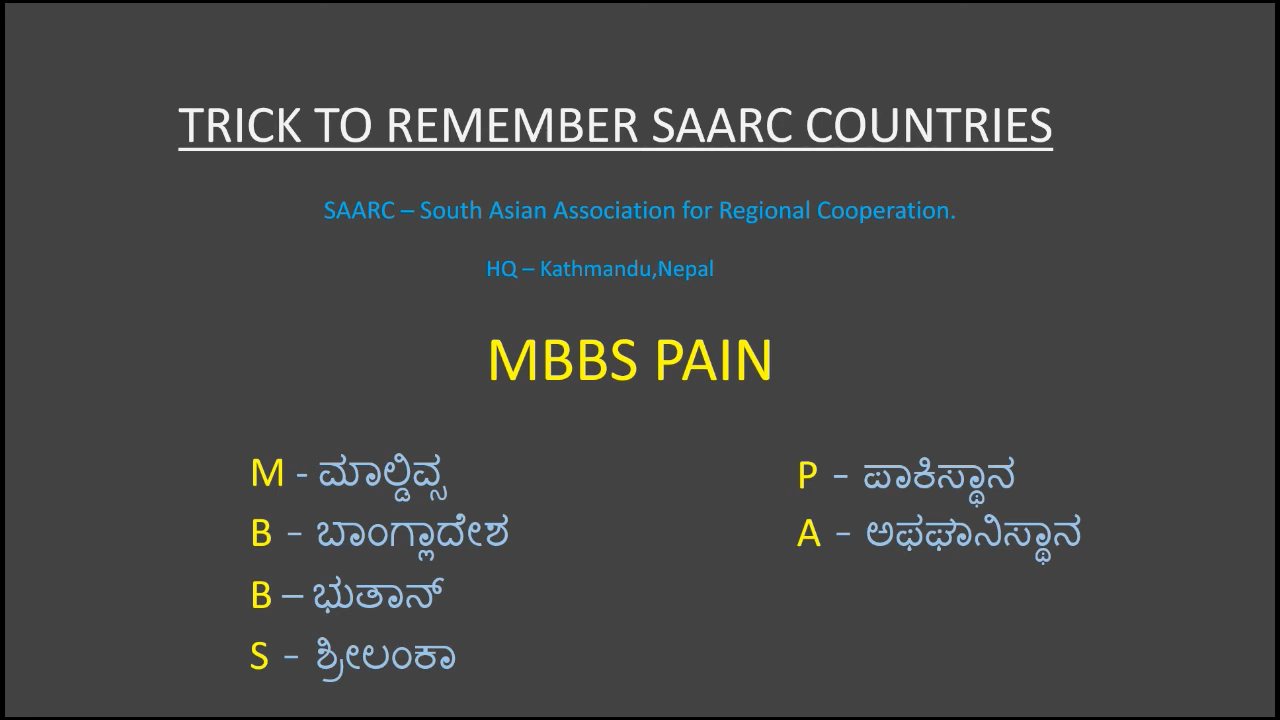 TRICK TO REMEMBER SAARC COUNTRIES
SAARC – South Asian Association for Regional Cooperation.
HQ – Kathmandu,Nepal
MBBS PAIN
M - ಮಾಲ್ಡಿವ್ಸ
B - ಬಾಂಗ್ಲಾದೇಶ
B – ಭುತಾನ್
S - ಶ್ರೀಲಂಕಾ
P - ಪಾಕಿಸ್ಥಾನ
A - ಅಫಘಾನಿಸ್ಥಾನ